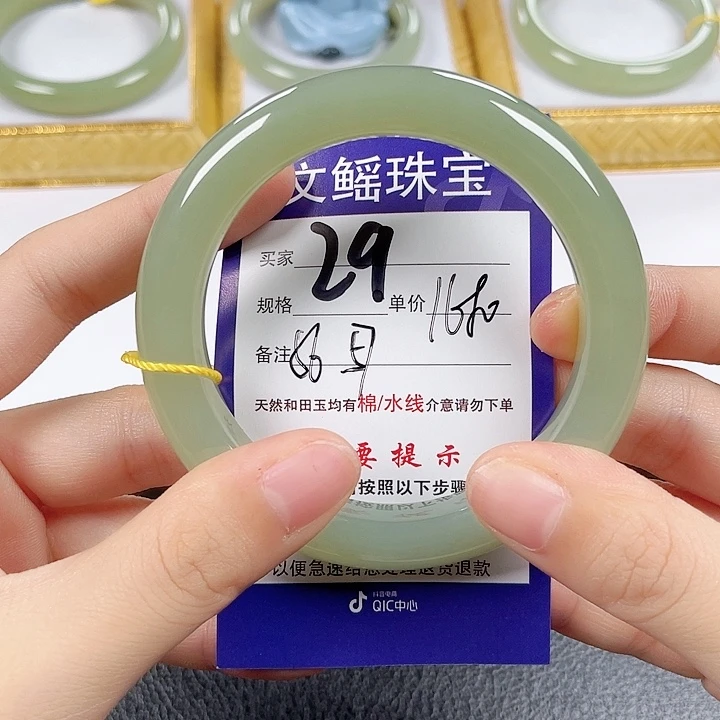 文鳐珠宝
买家 29
规格 单价
备注 56
天然和田玉均有棉/水线介意请勿下单
要提示
按照以下步骤
以便急速给您处理退货退款
抖音电商
QIC中心